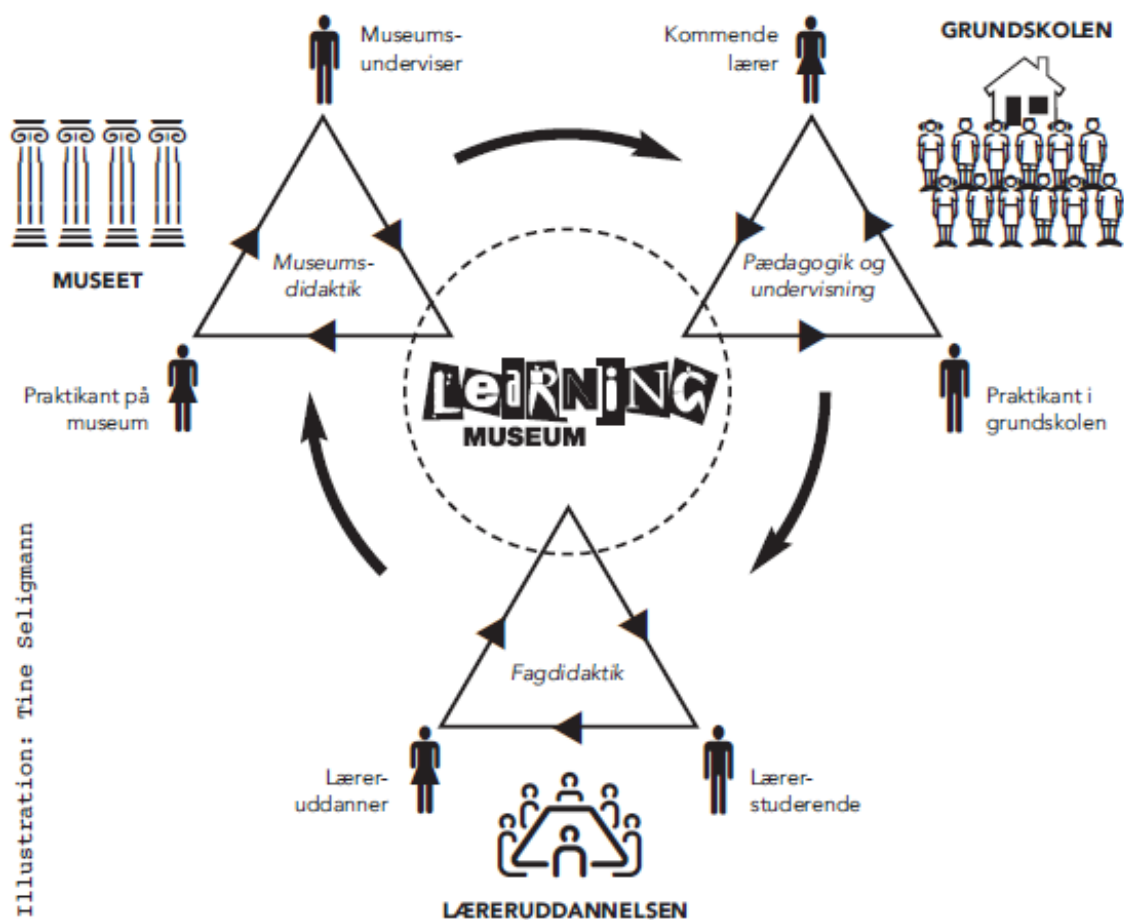 Museums-
underviser
Kommende
lærer
GRUNDSKOLEN
MUSEET
Museums-
didaktik
Pædagogik og
undervisning
Praktikant på
museum
LeaRNiNG
MUSEUM
Praktikant i
grundskolen
Fagdidaktik
Lærer-
uddanner
Lærer-
studerende
LÆRERUDDANNELSEN
Illustration: Tine Seligmann